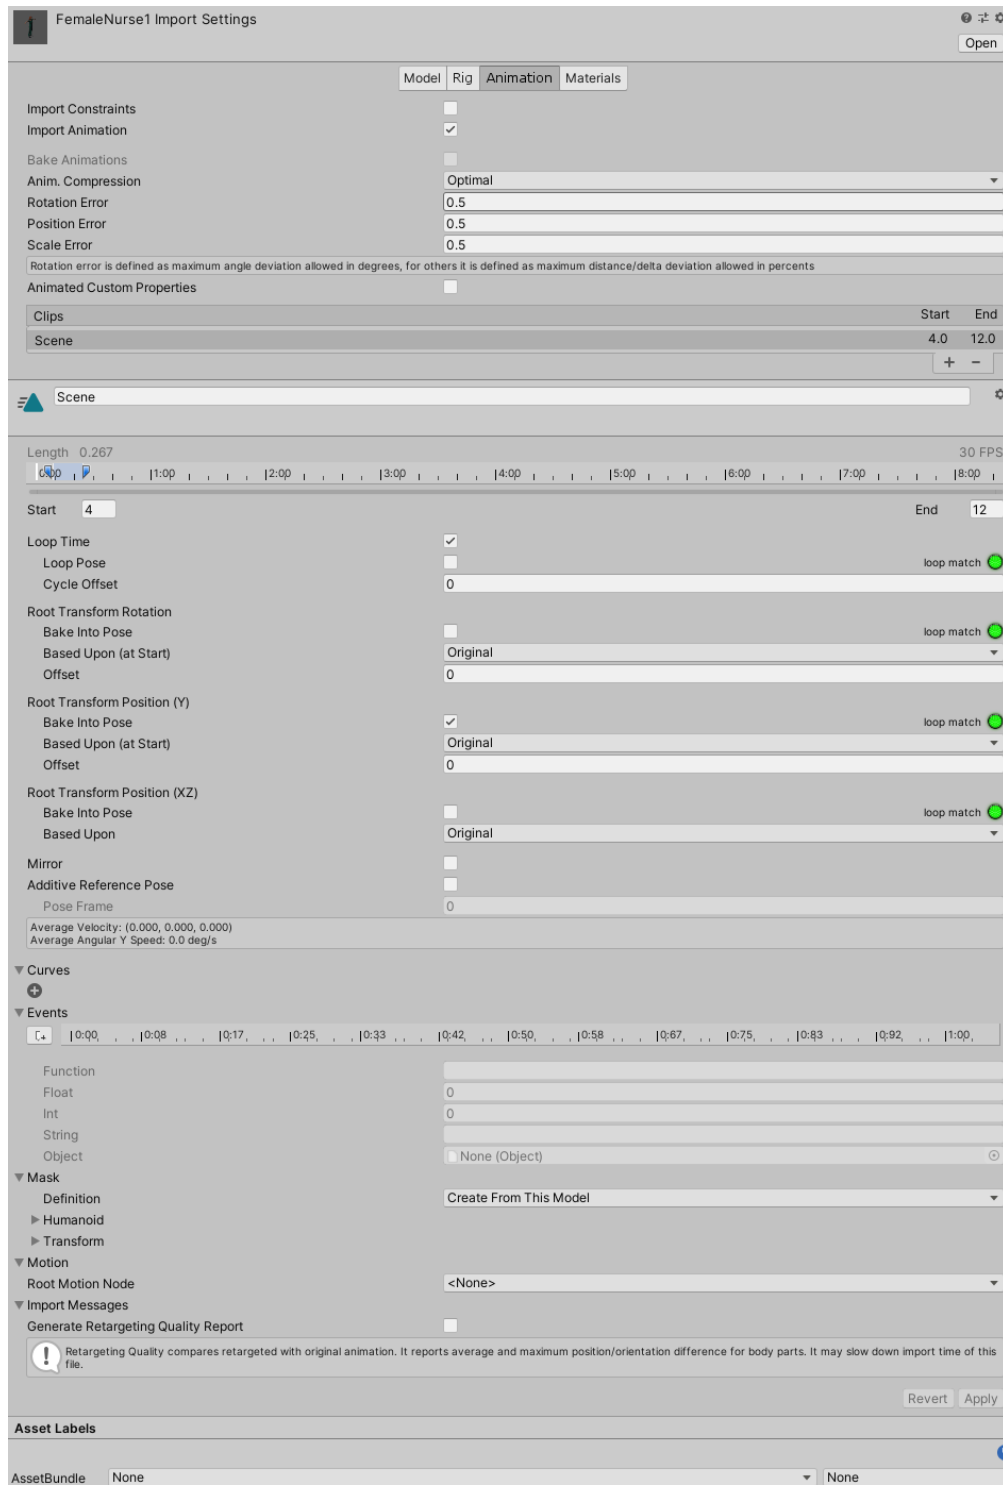 FemaleNurse1 Import Settings
Open
Model Rig Animation Materials
Import Constraints
Import Animation
Bake Animations
Anim. Compression Optimal
Rotation Error 0.5
Position Error 0.5
Scale Error 0.5
Rotation error is defined as maximum angle deviation allowed in degrees, for others it is defined as maximum distance/delta deviation allowed in percents
Animated Custom Properties
Clips Start End
Scene 4.0 12.0
+ −
Scene
Length 0.267 30 FPS
0:00 1:00 2:00 3:00 4:00 5:00 6:00 7:00 8:00
Start 4 End 12
Loop Time
Loop Pose loop match
Cycle Offset 0
Root Transform Rotation
Bake Into Pose loop match
Based Upon (at Start) Original
Offset 0
Root Transform Position (Y)
Bake Into Pose loop match
Based Upon (at Start) Original
Offset 0
Root Transform Position (XZ)
Bake Into Pose loop match
Based Upon Original
Mirror
Additive Reference Pose
Pose Frame 0
Average Velocity: (0.000, 0.000, 0.000)
Average Angular Y Speed: 0.0 deg/s
Curves
Events
0:00 0:08 0:17 0:25 0:33 0:42 0:50 0:58 0:67 0:75 0:83 0:92 1:00
Function
Float 0
Int 0
String
Object None (Object)
Mask
Definition Create From This Model
Humanoid
Transform
Motion
Root Motion Node <None>
Import Messages
Generate Retargeting Quality Report
Retargeting Quality compares retargeted with original animation. It reports average and maximum position/orientation difference for body parts. It may slow down import time of this
file.
Revert Apply
Asset Labels
AssetBundle None None